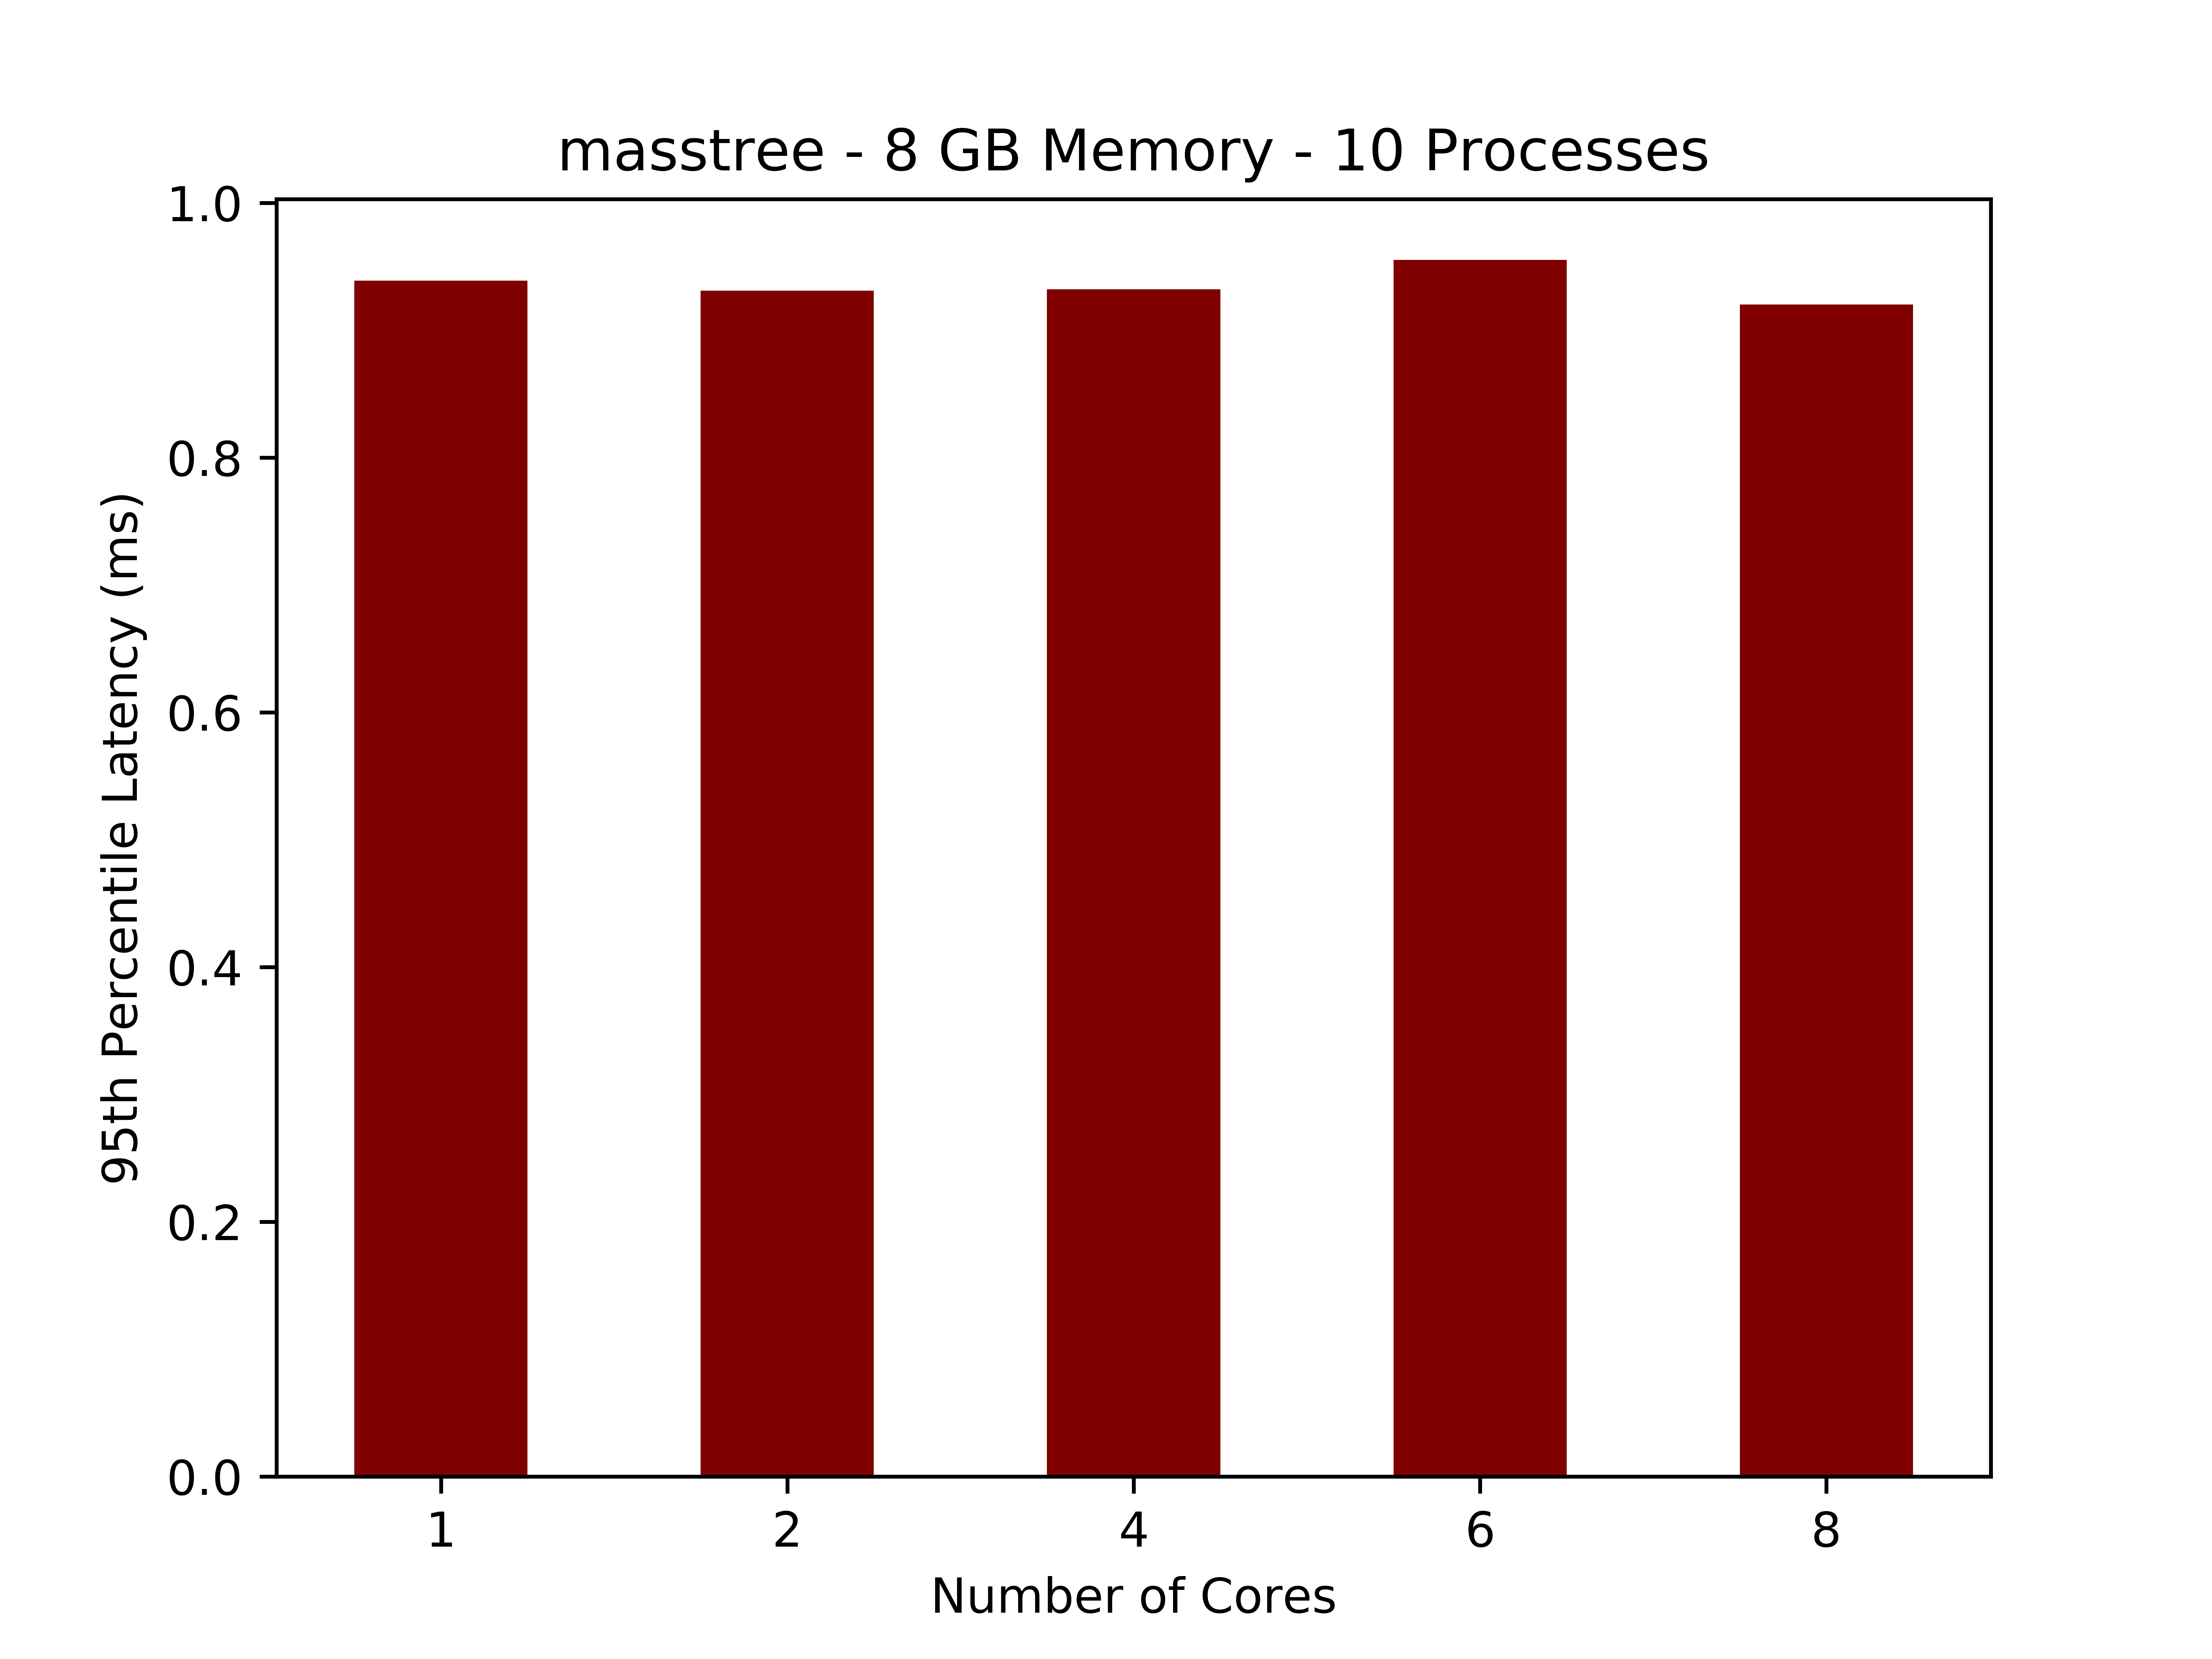 masstree - 8 GB Memory - 10 Processes
95th Percentile Latency (ms)
1.0
0.8
0.6
0.4
0.2
0.0
1 2 4 6 8
Number of Cores